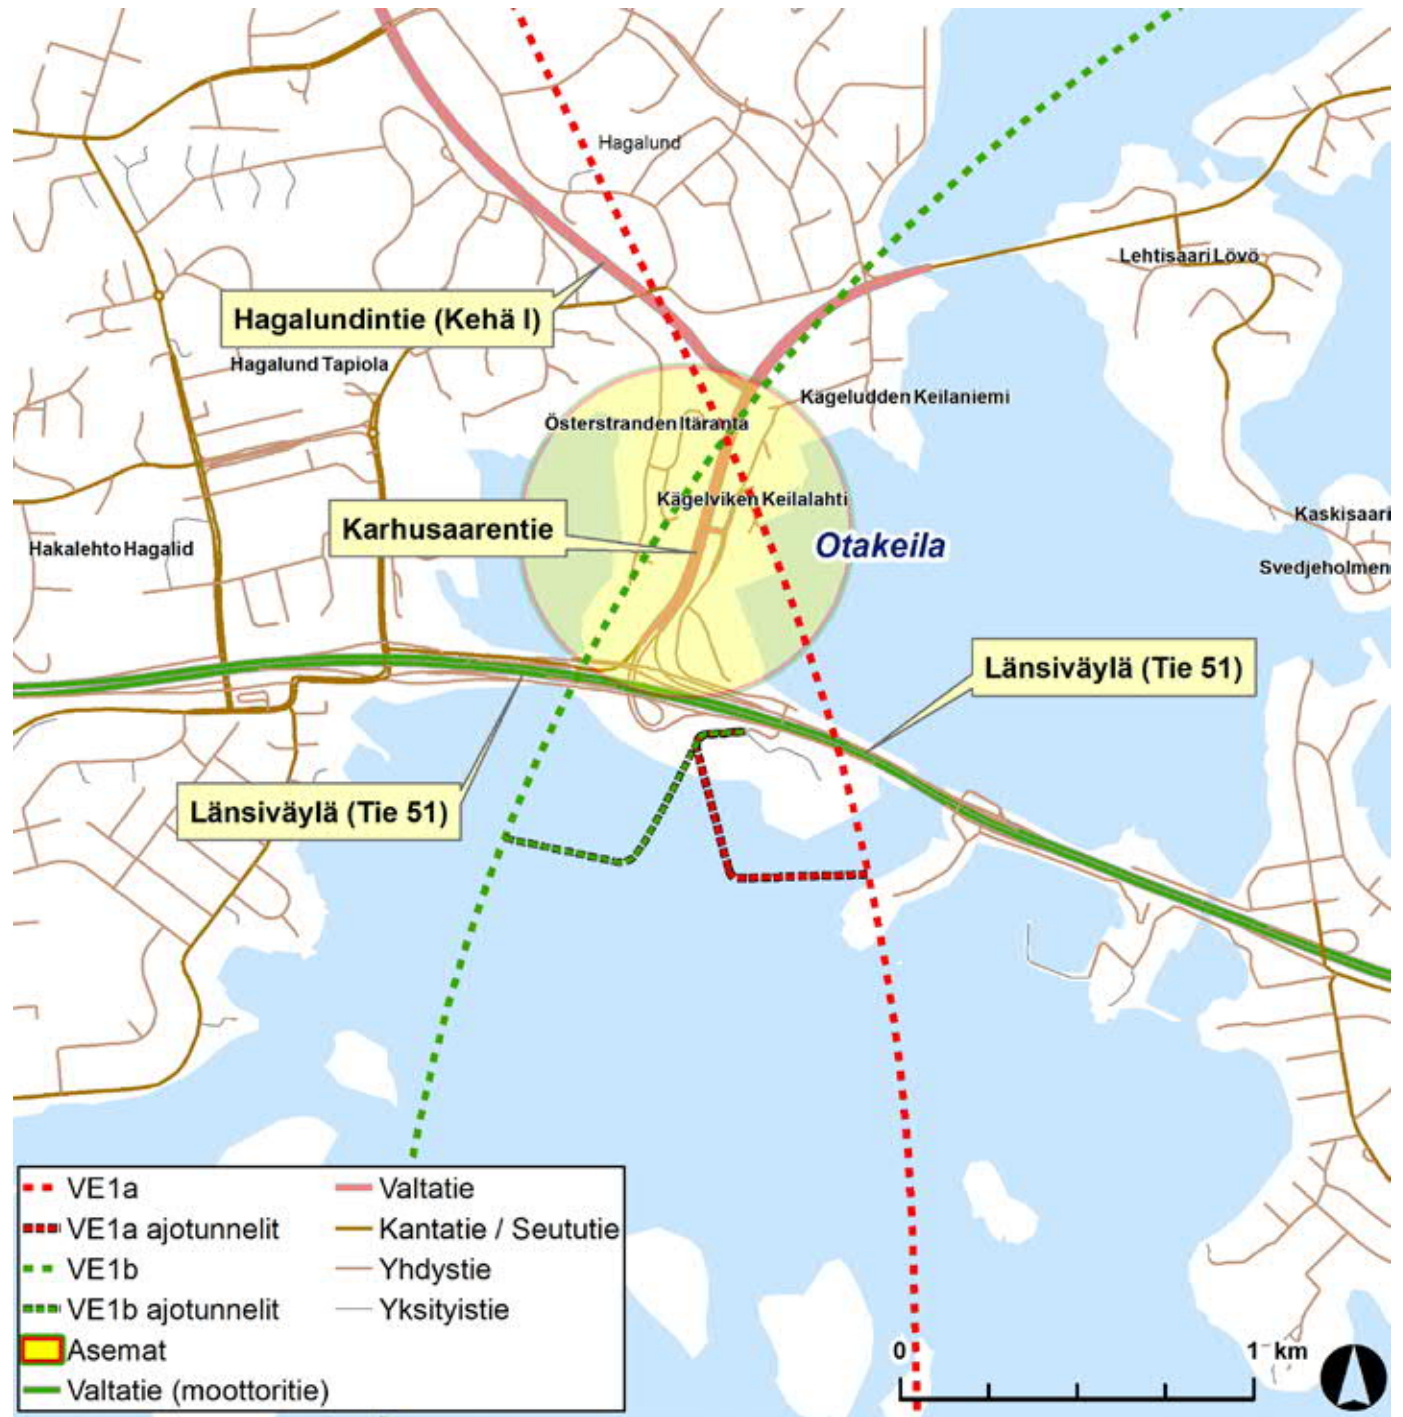 Hagalund
Lehtisaari Lövö
Hagalundintie (Kehä I)
Hagalund Tapiola
Kägeludden Keilaniemi
Österstranden Itäranta
Kägelviken Keilalahti
Karhusaarentie
Otakeila
Kaskisaari
Hakalehto Hagalid
Svedjeholmen
Länsiväylä (Tie 51)
Länsiväylä (Tie 51)
VE1a
VE1a ajotunnelit
VE1b
VE1b ajotunnelit
Asemat
Valtatie (moottoritie)
Valtatie
Kantatie / Seututie
Yhdystie
Yksityistie
0 1 km